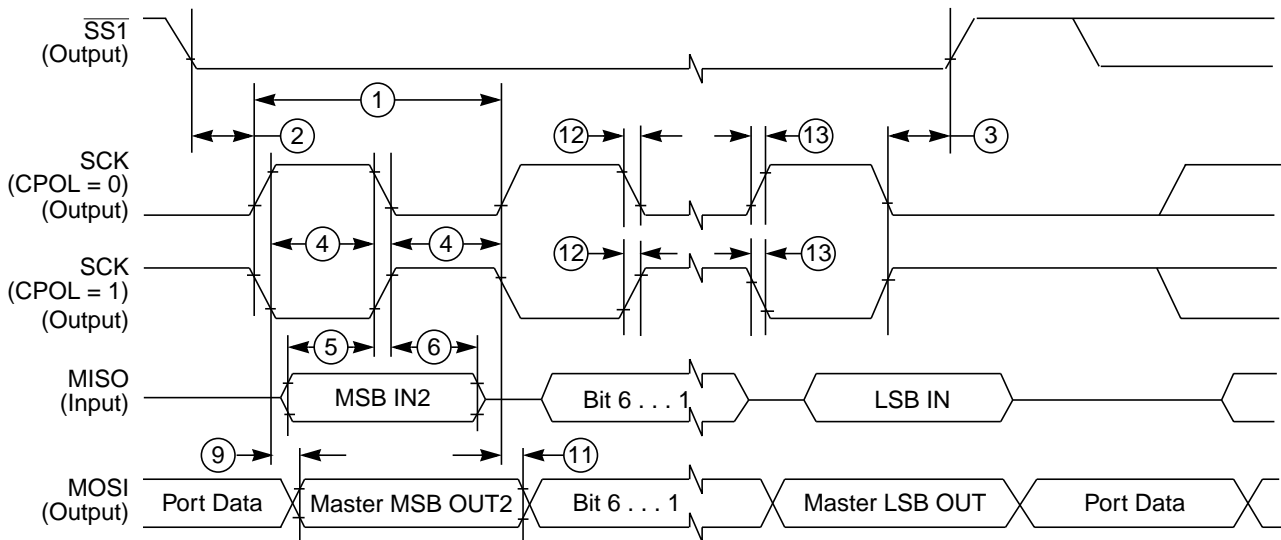 SS1
(Output)
1
2
12
13
3
SCK
(CPOL = 0)
(Output)
4
4
12
13
SCK
(CPOL = 1)
(Output)
5
6
MISO
(Input)
MSB IN2
Bit 6 . . . 1
LSB IN
9
11
MOSI
(Output)
Port Data
Master MSB OUT2
Bit 6 . . . 1
Master LSB OUT
Port Data